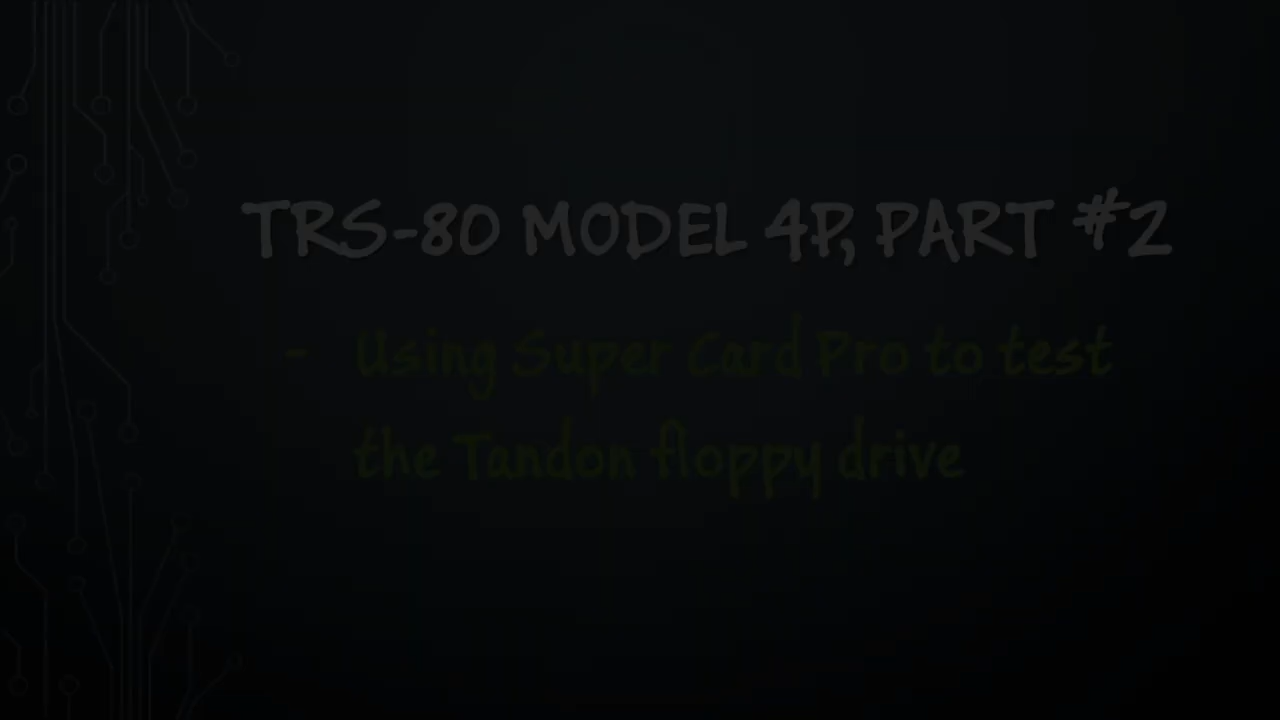 TRS-80 MODEL 4P, PART #2
- Using Super Card Pro to test
the Tandon floppy drive